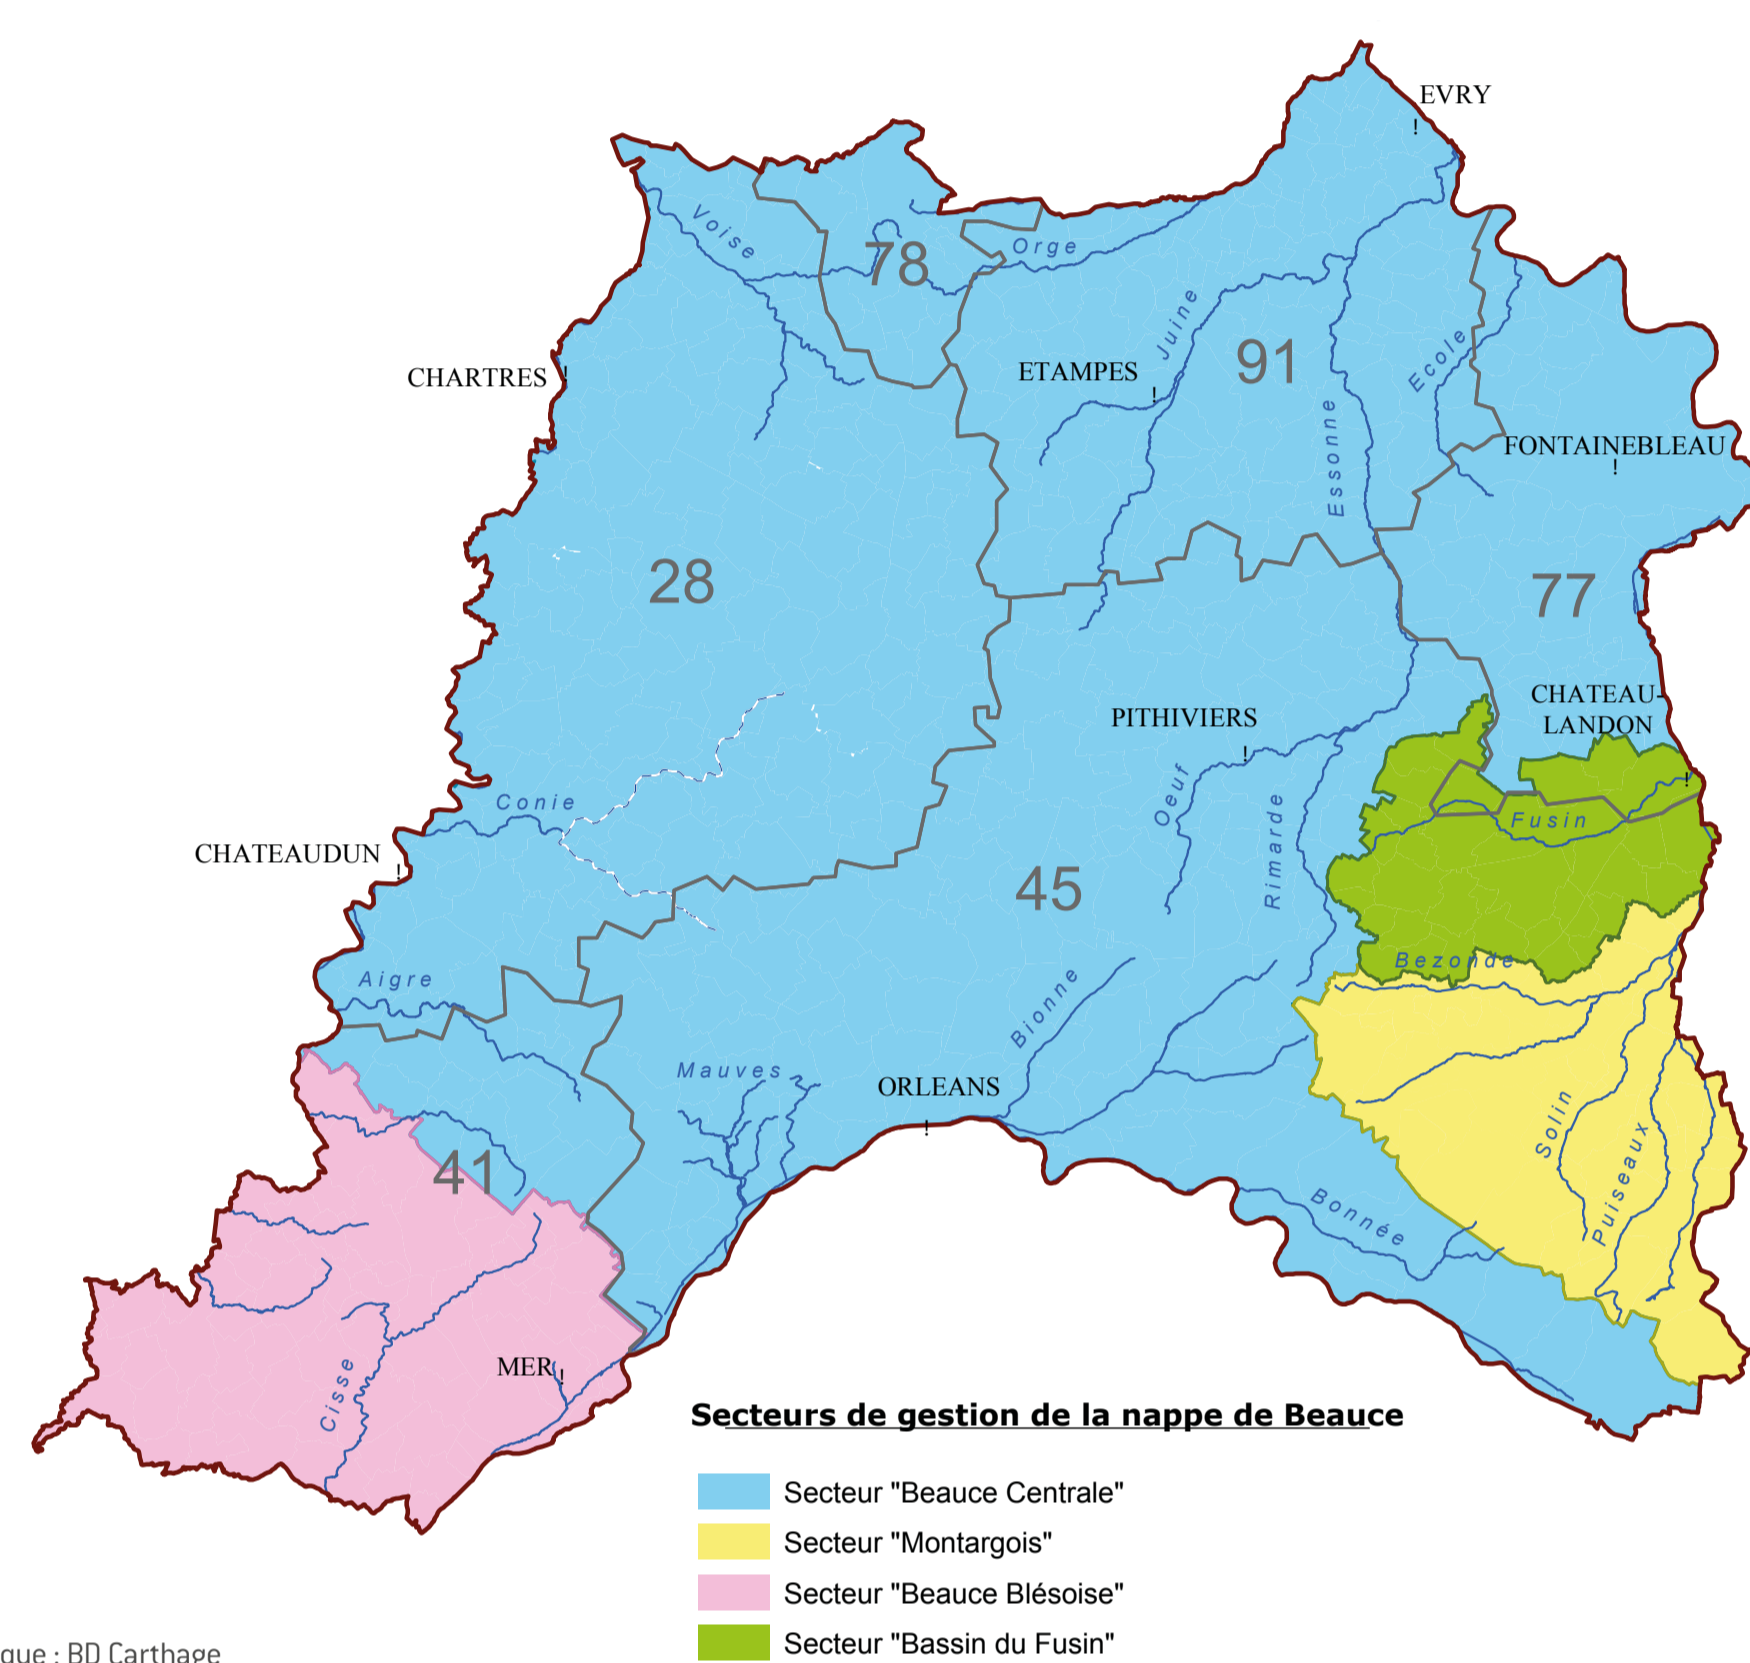 EVRY
Voise
78
Orge
Juine
91
Ecole
CHARTRES
ETAMPES
Essonne
FONTAINEBLEAU
28
77
CHATEAU-
LANDON
PITHIVIERS
Oeuf
Rimarde
Conie
Fusin
CHATEAUDUN
45
Aigre
Bezonde
Bionne
Mauves
ORLEANS
Solin
Puiseaux
41
Bonnée
Cisse
MER
Secteurs de gestion de la nappe de Beauce
Secteur "Beauce Centrale"
Secteur "Montargois"
Secteur "Beauce Blésoise"
Secteur "Bassin du Fusin"
que : BD Carthage